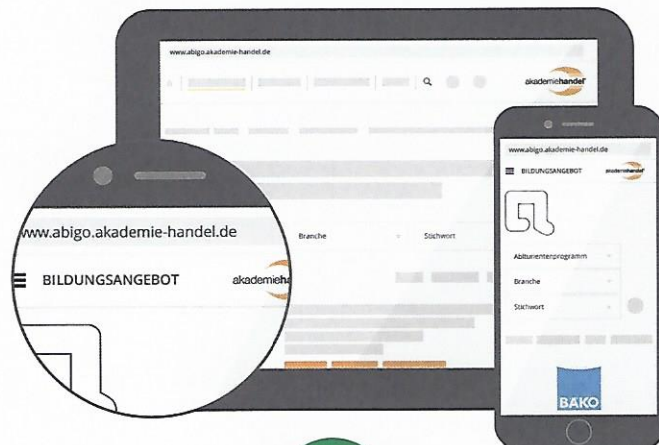 www.abigo.akademie-handel.de
akademiehandel
Branche
Stichwort
www.abigo.akademie-handel.de
BILDUNGSANGEBOT
akademieha
www.abigo.akademie-handel.de
BILDUNGSANGEBOT
akademiehandel
Abiturientenprogramm
Branche
Stichwort
BÄKO